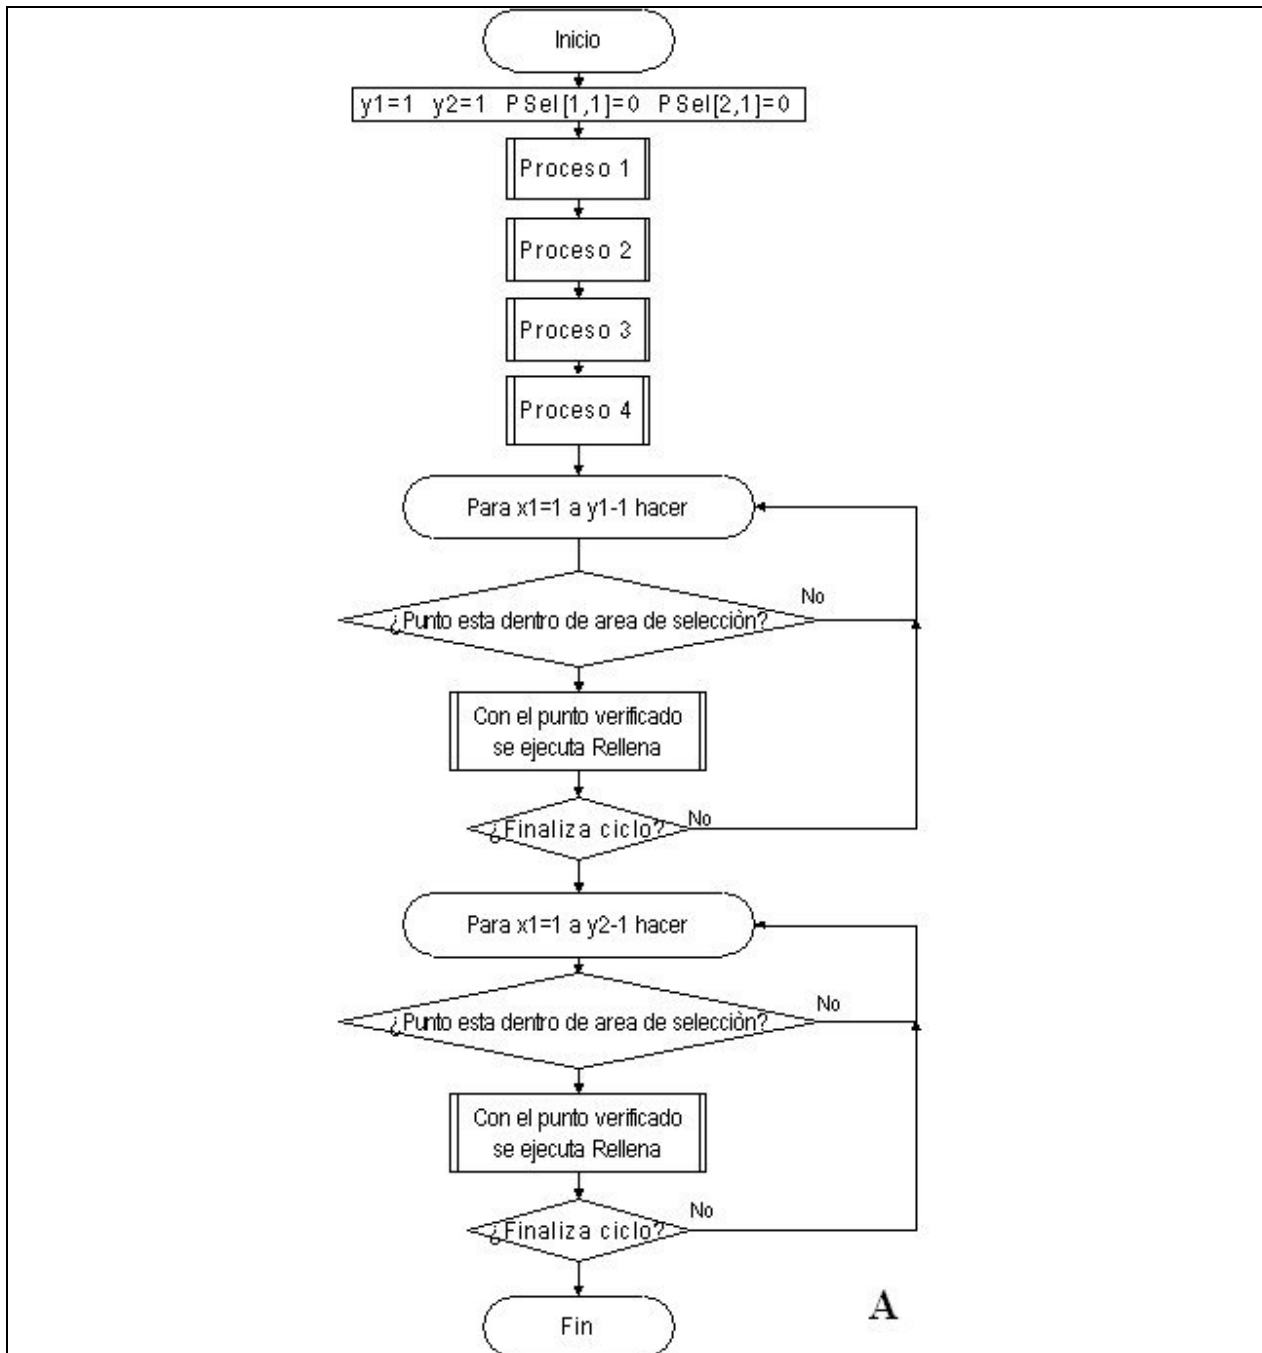 Inicio
y1=1 y2=1 PSel[1,1]=0 PSel[2,1]=0
Proceso 1
Proceso 2
Proceso 3
Proceso 4
Para x1=1 a y1-1 hacer
No
¿Punto esta dentro de area de selecciòn?
Con el punto verificado
se ejecuta Rellena
¿Finaliza ciclo?
No
Para x1=1 a y2-1 hacer
No
¿Punto esta dentro de area de selecciòn?
Con el punto verificado
se ejecuta Rellena
No
¿Finaliza ciclo?
A
Fin